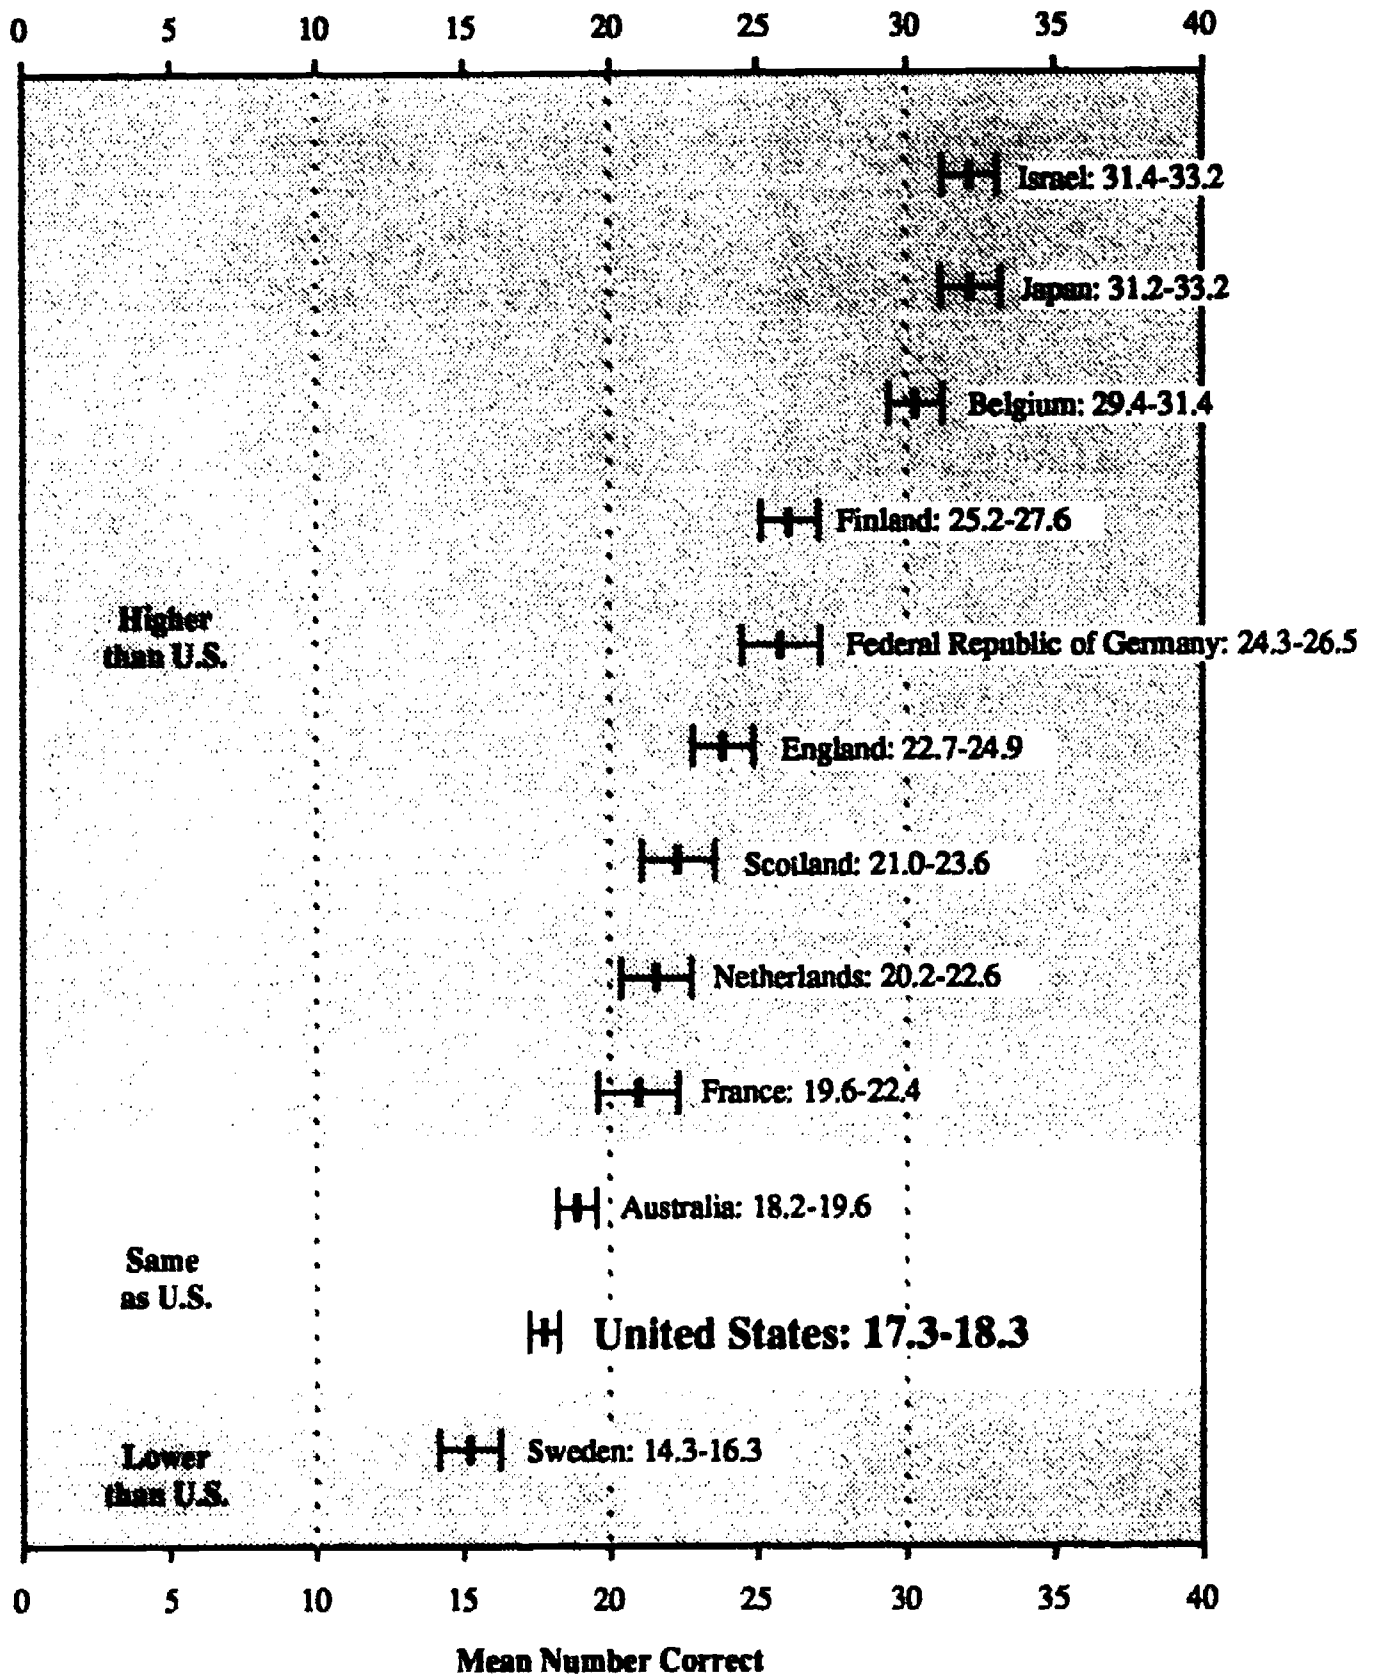 0 5 10 15 20 25 30 35 40
Israel: 31.4-33.2
Japan: 31.2-33.2
Belgium: 29.4-31.4
Finland: 25.2-27.6
Higher
than U.S.
Federal Republic of Germany: 24.3-26.5
England: 22.7-24.9
Scotland: 21.0-23.6
Netherlands: 20.2-22.6
France: 19.6-22.4
Australia: 18.2-19.6
Same
as U.S.
United States: 17.3-18.3
Sweden: 14.3-16.3
Lower
than U.S.
0 5 10 15 20 25 30 35 40
Mean Number Correct